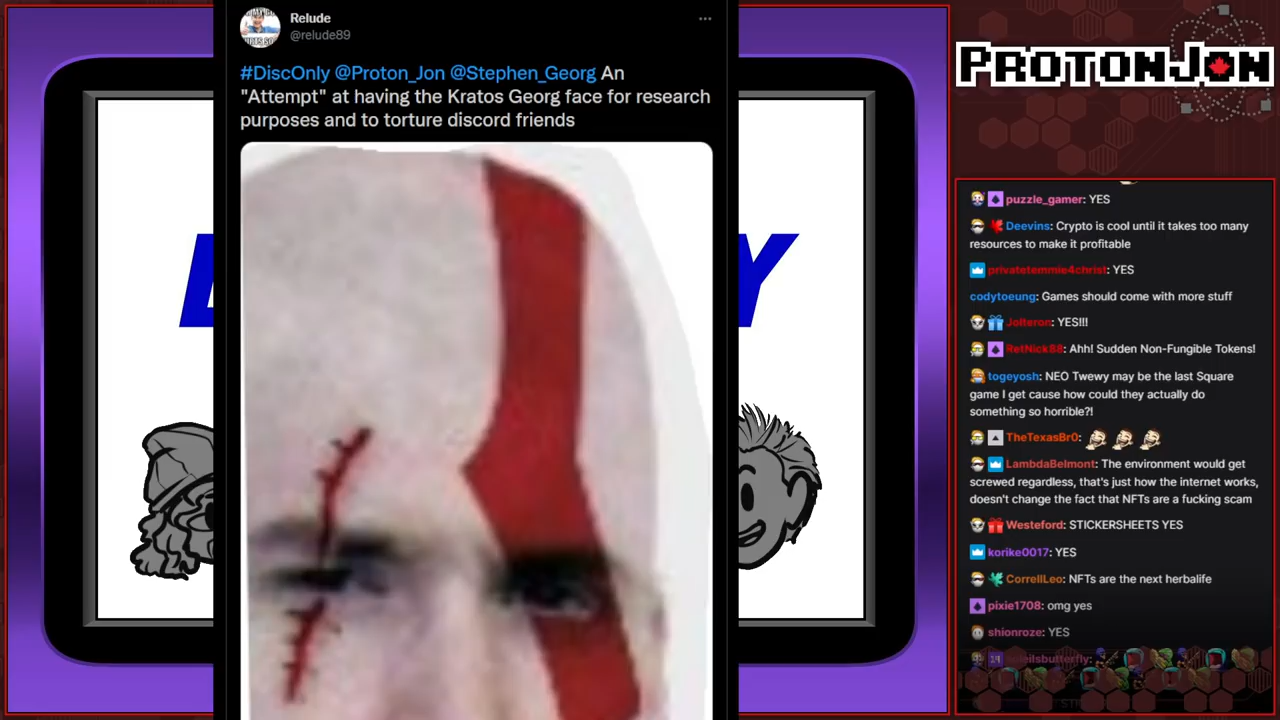 Relude
@relude89
#DiscOnly @Proton_Jon @Stephen_Georg An
"Attempt" at having the Kratos Georg face for research
purposes and to torture discord friends
Y
PROTONJON
puzzle_gamer: YES
Deevins: Crypto is cool until it takes too many
resources to make it profitable
privatetemmie4christ: YES
codytoeung: Games should come with more stuff
Jolteron: YES!!!
RetNick88: Ahh! Sudden Non-Fungible Tokens!
togeyosh: NEO Twewy may be the last Square
game I get cause how could they actually do
something so horrible?!
TheTexasBr0:
LambdaBelmont: The environment would get
screwed regardless, that's just how the internet works,
doesn't change the fact that NFTs are a fucking scam
Westeford: STICKERSHEETS YES
korike0017: YES
CorrellLeo: NFTs are the next herbalife
pixie1708: omg yes
shionroze: YES